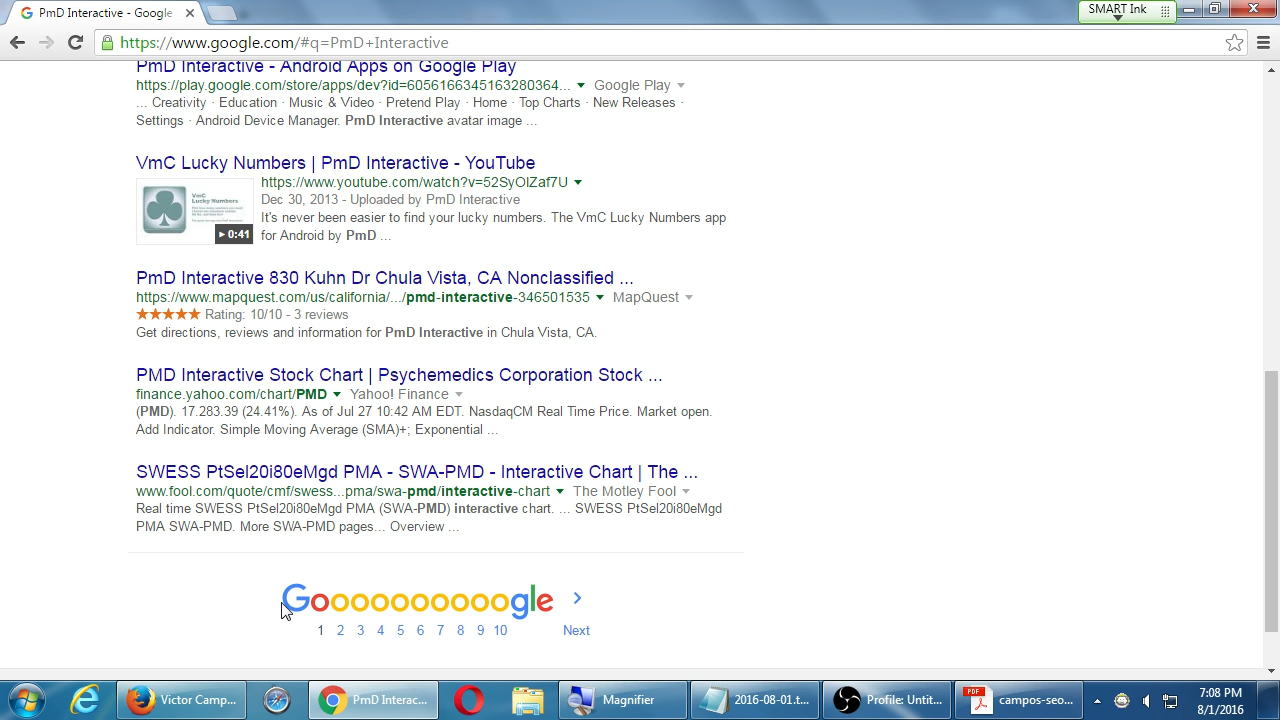 PmD Interactive - Google
SMART Ink
https://www.google.com/#q=PmD+Interactive
PmD Interactive - Android Apps on Google Play
https://play.google.com/store/apps/dev?id=6056166345163280364... Google Play
... Creativity · Education · Music & Video · Pretend Play · Home · Top Charts · New Releases ·
Settings · Android Device Manager. PmD Interactive avatar image ...
VmC Lucky Numbers | PmD Interactive - YouTube
https://www.youtube.com/watch?v=52SyOlZaf7U
VmC
Lucky Numbers
0:41
Dec 30, 2013 - Uploaded by PmD Interactive
It's never been easier to find your lucky numbers. The VmC Lucky Numbers app
for Android by PmD ...
PmD Interactive 830 Kuhn Dr Chula Vista, CA Nonclassified ...
https://www.mapquest.com/us/california/.../pmd-interactive-346501535 MapQuest
Rating: 10/10 - 3 reviews
Get directions, reviews and information for PmD Interactive in Chula Vista, CA.
PMD Interactive Stock Chart | Psychemedics Corporation Stock ...
finance.yahoo.com/chart/PMD Yahoo! Finance
(PMD). 17.283.39 (24.41%). As of Jul 27 10:42 AM EDT. NasdaqCM Real Time Price. Market open.
Add Indicator. Simple Moving Average (SMA)+; Exponential ...
SWESS PtSel20i80eMgd PMA - SWA-PMD - Interactive Chart | The ...
www.fool.com/quote/cmf/swess...pma/swa-pmd/interactive-chart The Motley Fool
Real time SWESS PtSel20i80eMgd PMA (SWA-PMD) interactive chart. ... SWESS PtSel20i80eMgd
PMA SWA-PMD. More SWA-PMD pages... Overview ...
Goooooooooogle >
1 2 3 4 5 6 7 8 9 10 Next
Victor Camp... PmD Interac... Magnifier 2016-08-01.t... Profile: Untit... PDF campos-seo...
7:08 PM
8/1/2016